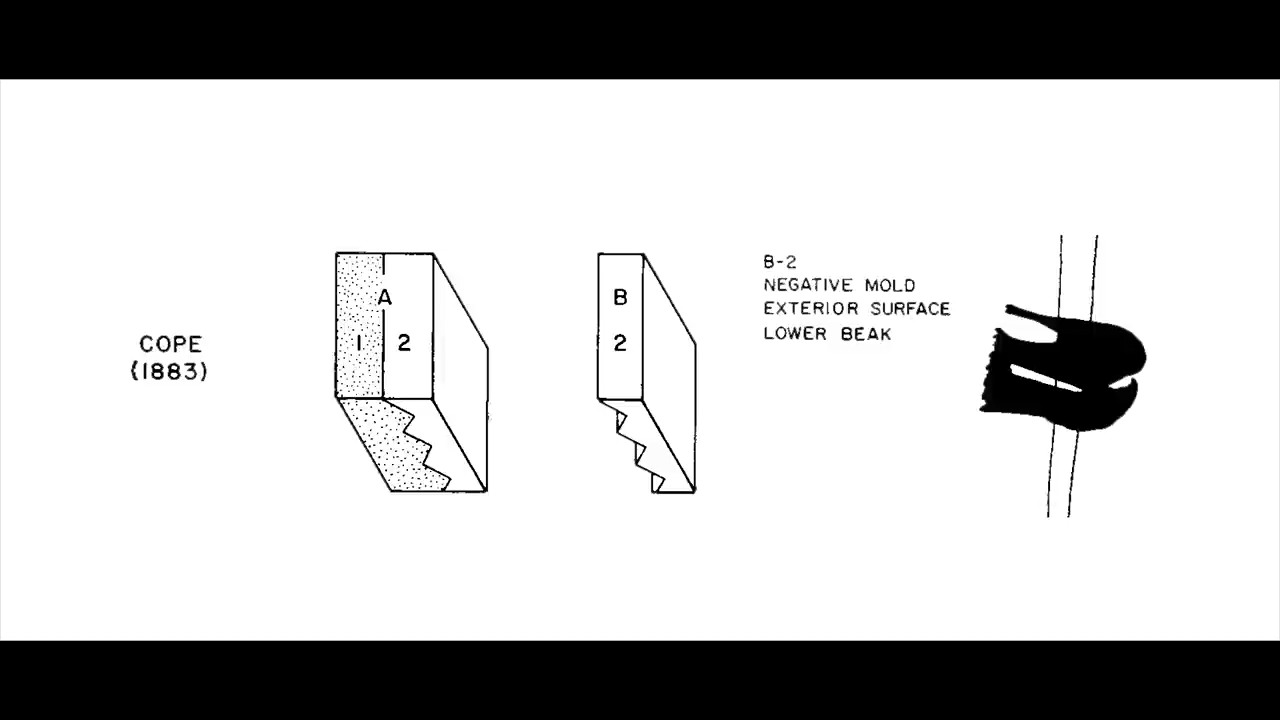 COPE
(1883)
A
1 2
B
2
B-2
NEGATIVE MOLD
EXTERIOR SURFACE
LOWER BEAK